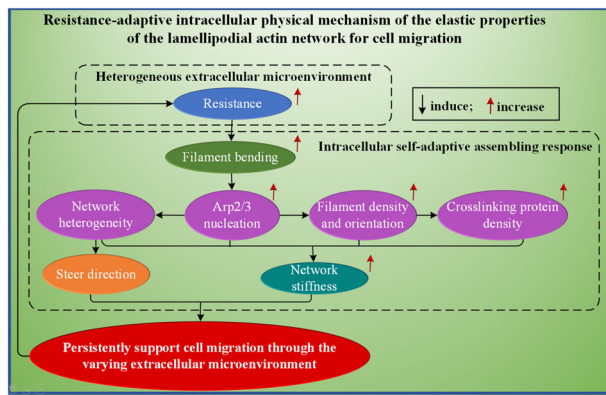 Resistance-adaptive intracellular physical mechanism of the elastic properties
of the lamellipodial actin network for cell migration
Heterogeneous extracellular microenvironment
Resistance
induce; increase
Intracellular self-adaptive assembling response
Filament bending
Network
heterogeneity
Arp2/3
nucleation
Filament density
and orientation
Crosslinking protein
density
Steer direction
Network
stiffness
Persistently support cell migration through the
varying extracellular microenvironment